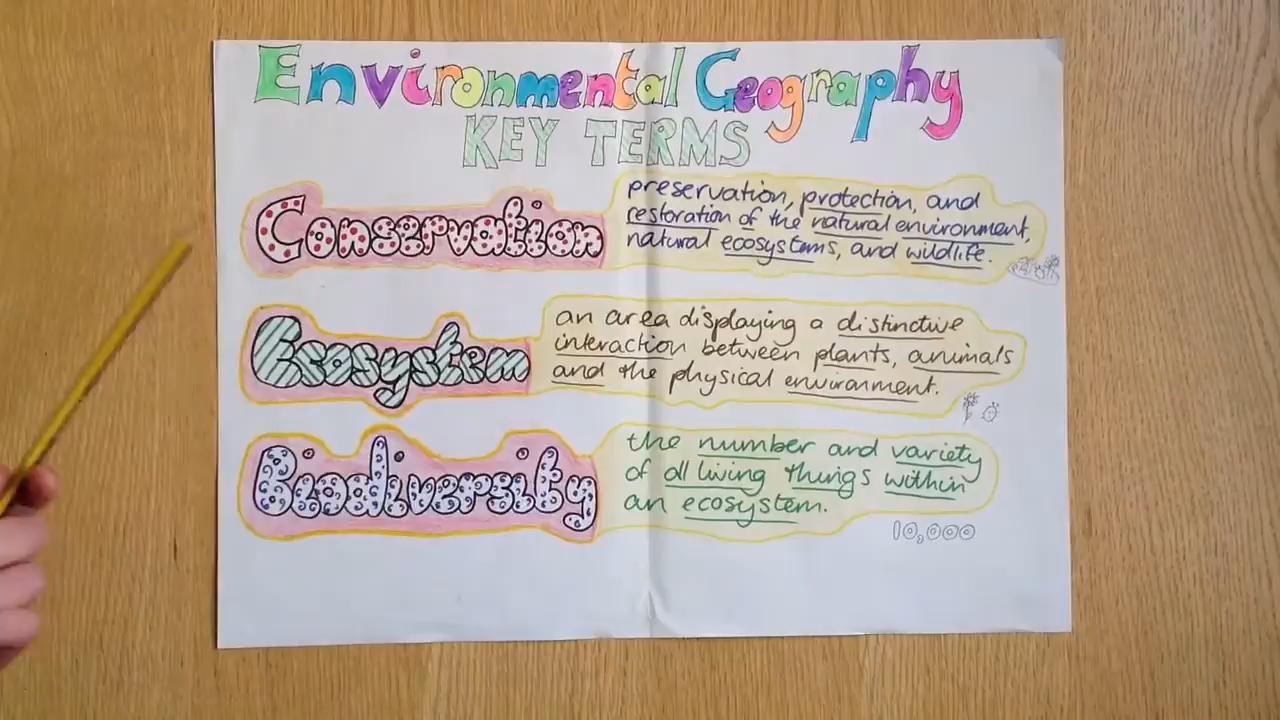 Environmental Geography
KEY TERMS
Conservation
preservation, protection, and
restoration of the natural environment,
natural ecosystems, and wildlife.
Ecosystem
an area displaying a distinctive
interaction between plants, animals
and the physical environment.
Biodiversity
the number and variety
of all living things within
an ecosystem.
10,000